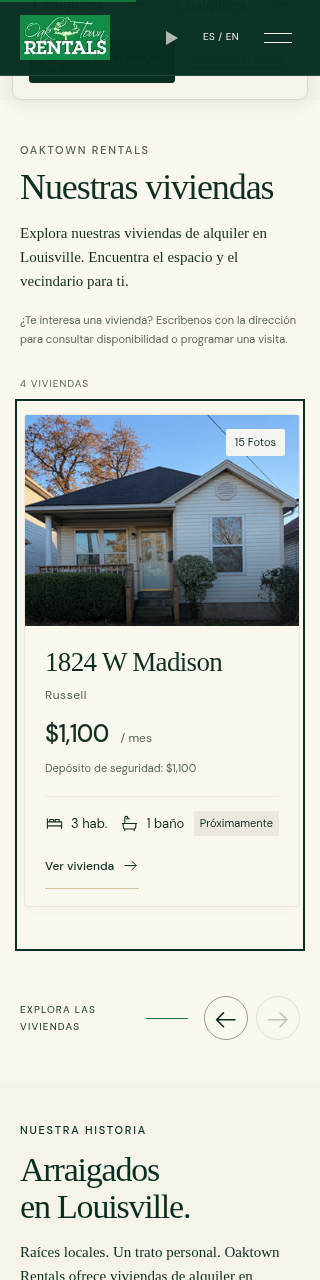 Oak Town
RENTALS
ES / EN
OAKTOWN RENTALS
Nuestras viviendas
Explora nuestras viviendas de alquiler en
Louisville. Encuentra el espacio y el
vecindario para ti.
¿Te interesa una vivienda? Escríbenos con la dirección
para consultar disponibilidad o programar una visita.
4 VIVIENDAS
15 Fotos
1824 W Madison
Russell
$1,100 / mes
Depósito de seguridad: $1,100
3 hab. 1 baño Próximamente
Ver vivienda
EXPLORA LAS
VIVIENDAS
NUESTRA HISTORIA
Arraigados
en Louisville.
Raíces locales. Un trato personal. Oaktown
Rentals ofrece viviendas de alquiler en